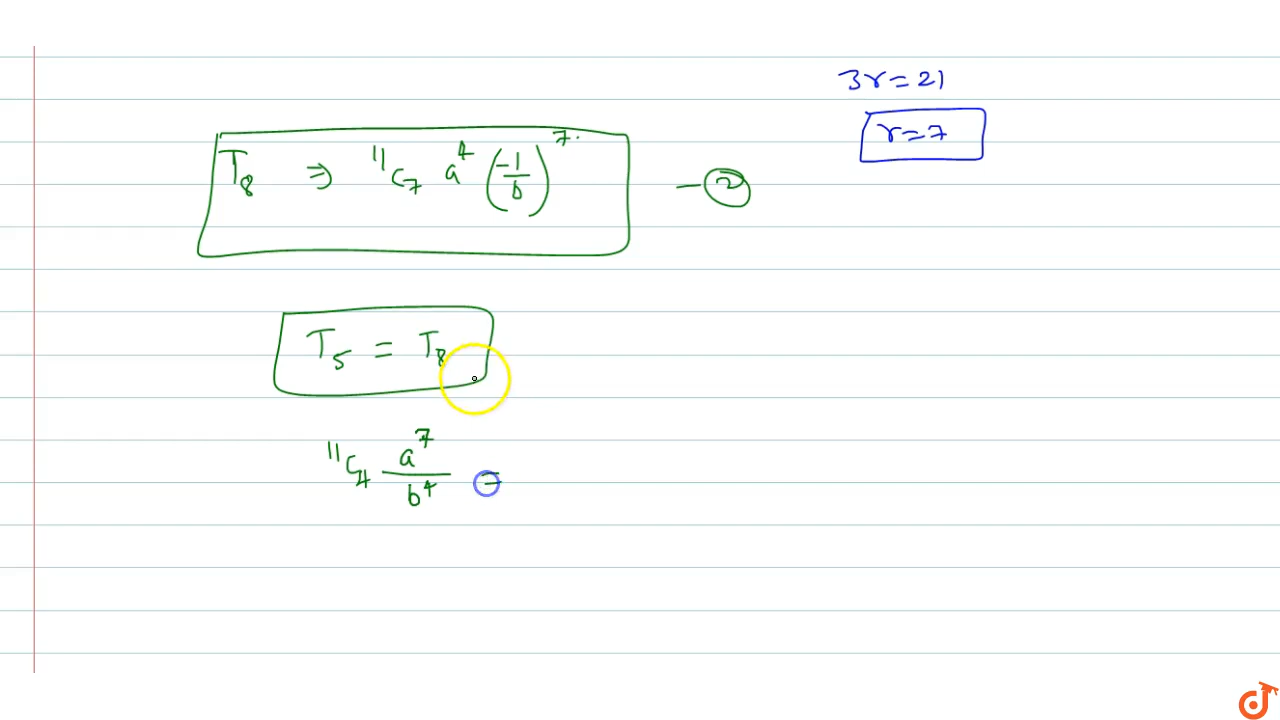 3r=21
r=7
T₈ ⇒ ¹¹C₇ a⁴ (-1/b)⁷· -②
T₅ = T₈
¹¹C₄ a⁷/b⁴ =